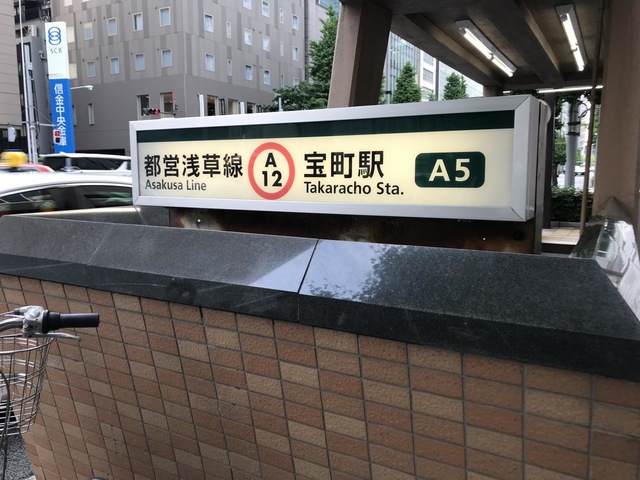 SCB
信金中央金庫
都営浅草線
Asakusa Line
A
12
宝町駅
Takaracho Sta.
A5